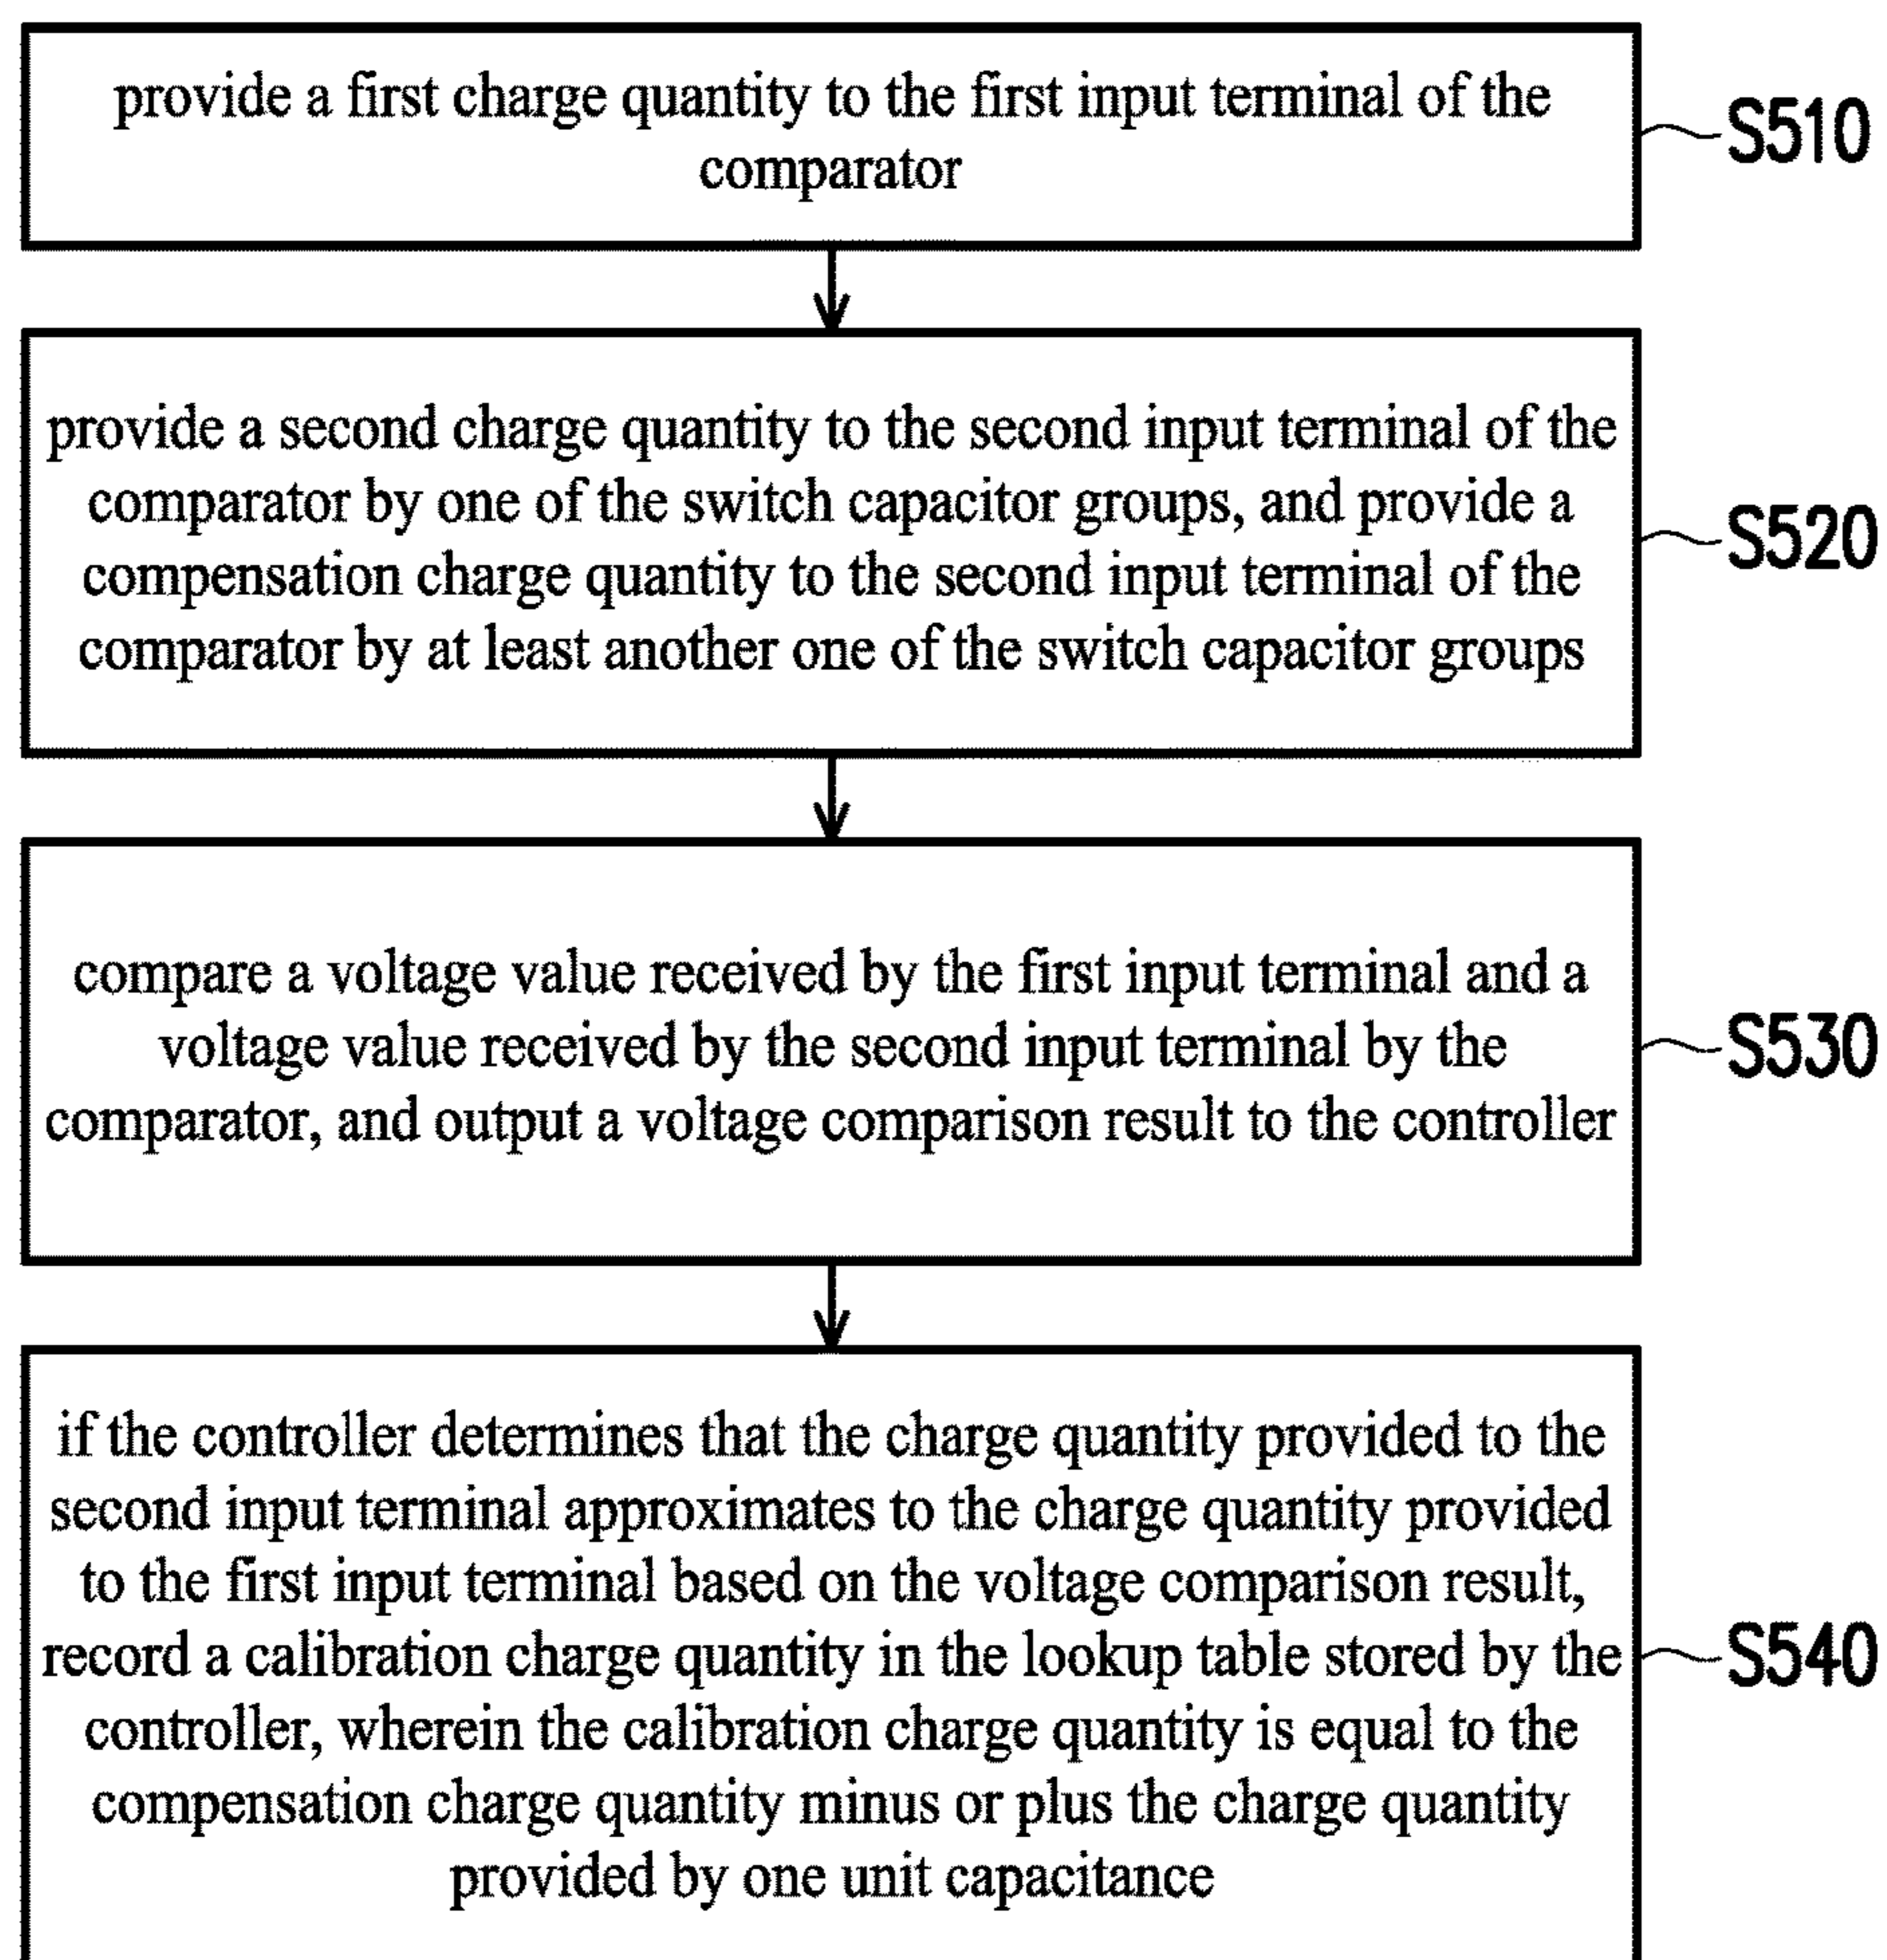 provide a first charge quantity to the first input terminal of the
comparator
S510
provide a second charge quantity to the second input terminal of the
comparator by one of the switch capacitor groups, and provide a
compensation charge quantity to the second input terminal of the
comparator by at least another one of the switch capacitor groups
S520
compare a voltage value received by the first input terminal and a
voltage value received by the second input terminal by the
comparator, and output a voltage comparison result to the controller
S530
if the controller determines that the charge quantity provided to the
second input terminal approximates to the charge quantity provided
to the first input terminal based on the voltage comparison result,
record a calibration charge quantity in the lookup table stored by the
controller, wherein the calibration charge quantity is equal to the
compensation charge quantity minus or plus the charge quantity
provided by one unit capacitance
S540